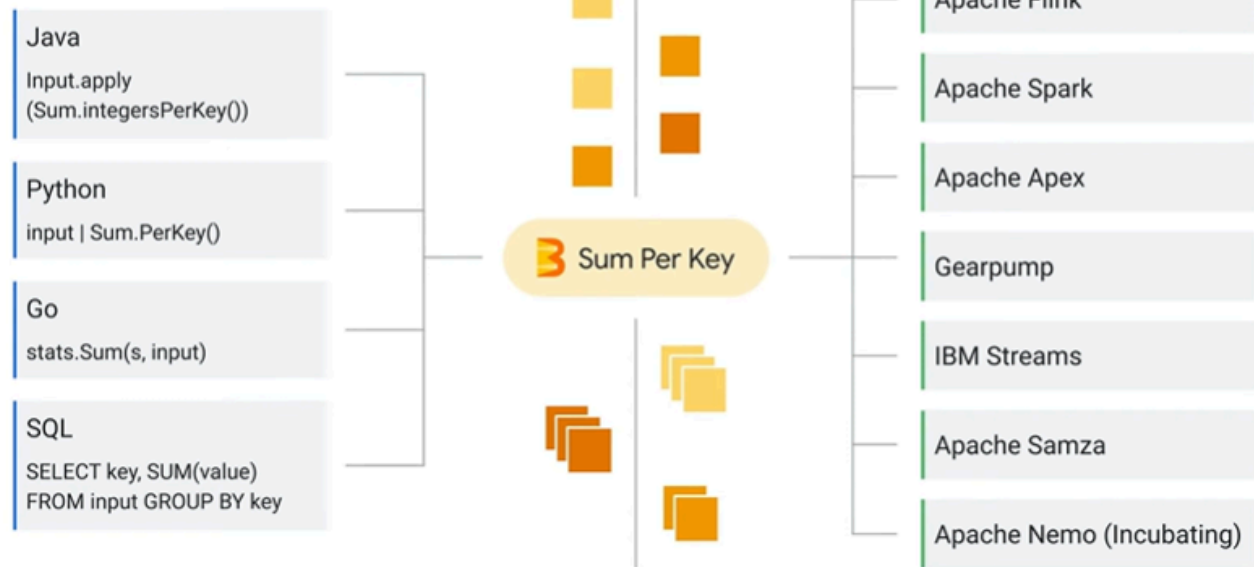 Java
Input.apply
(Sum.integersPerKey())
Python
input | Sum.PerKey()
Go
stats.Sum(s, input)
SQL
SELECT key, SUM(value)
FROM input GROUP BY key
Sum Per Key
Apache Flink
Apache Spark
Apache Apex
Gearpump
IBM Streams
Apache Samza
Apache Nemo (Incubating)